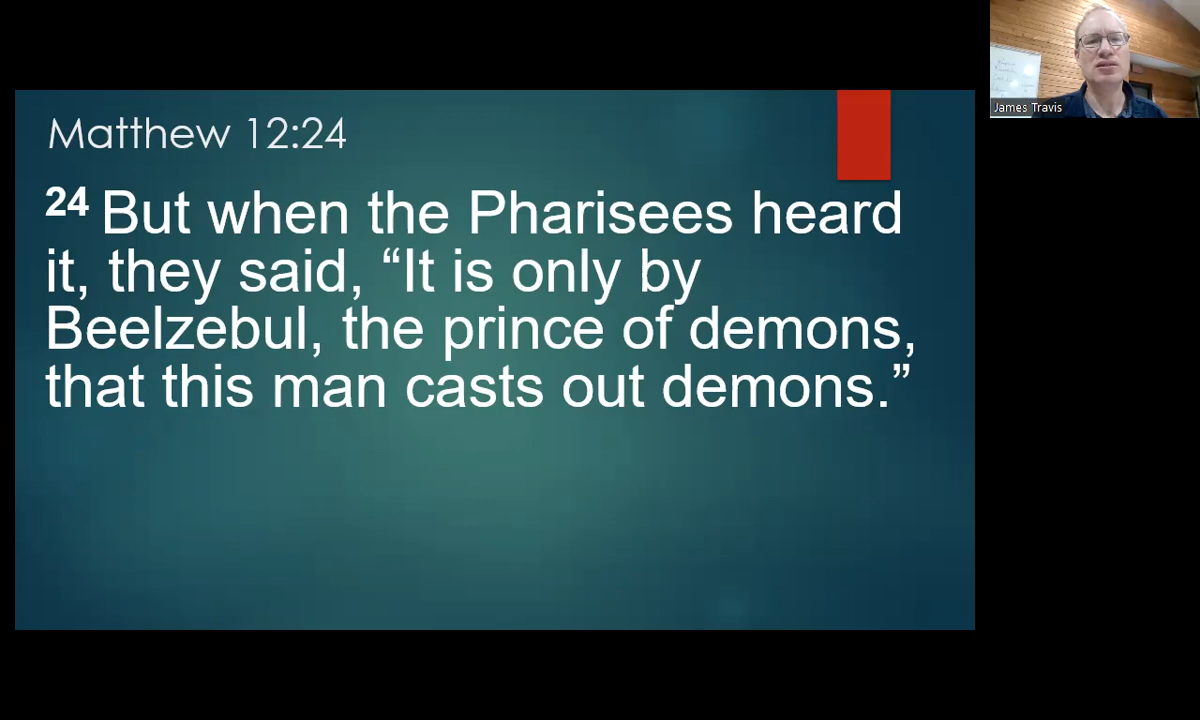 Matthew 12:24
24 But when the Pharisees heard
it, they said, “It is only by
Beelzebul, the prince of demons,
that this man casts out demons.”
James Travis